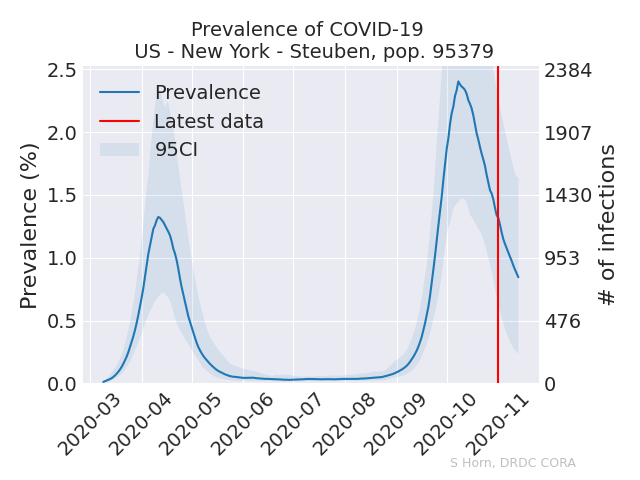 Prevalence of COVID-19
US - New York - Steuben, pop. 95379
Prevalence
Latest data
95CI
Prevalence (%)
2.5
2.0
1.5
1.0
0.5
0.0
2384
1907
1430
953
476
0
# of infections
2020-03
2020-04
2020-05
2020-06
2020-07
2020-08
2020-09
2020-10
2020-11
S Horn, DRDC CORA